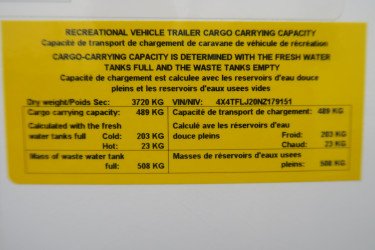 RECREATIONAL VEHICLE TRAILER CARGO CARRYING CAPACITY
Capacité de transport de chargement de caravane de véhicule de récréation
CARGO-CARRYING CAPACITY IS DETERMINED WITH THE FRESH WATER
TANKS FULL AND THE WASTE TANKS EMPTY
Capacité de chargement est calculee avec les reservoirs d'eau douce
pleins et les reservoirs d'eaux usees vides
Dry weight/Poids Sec: 3720 KG VIN/NIV: 4X4TFLJ20NZ179151
Cargo carrying capacity: 489 KG
Calculated with the fresh
water tanks full Cold: 203 KG
Hot: 23 KG
Mass of waste water tank
full: 508 KG
Capacité de transport de chargement: 489 KG
Calculé ave les réservoirs d'eau
douce pleins Froid: 203 KG
Chaud: 23 KG
Masses de réservoirs d'eaux usees
pleins: 508 KG